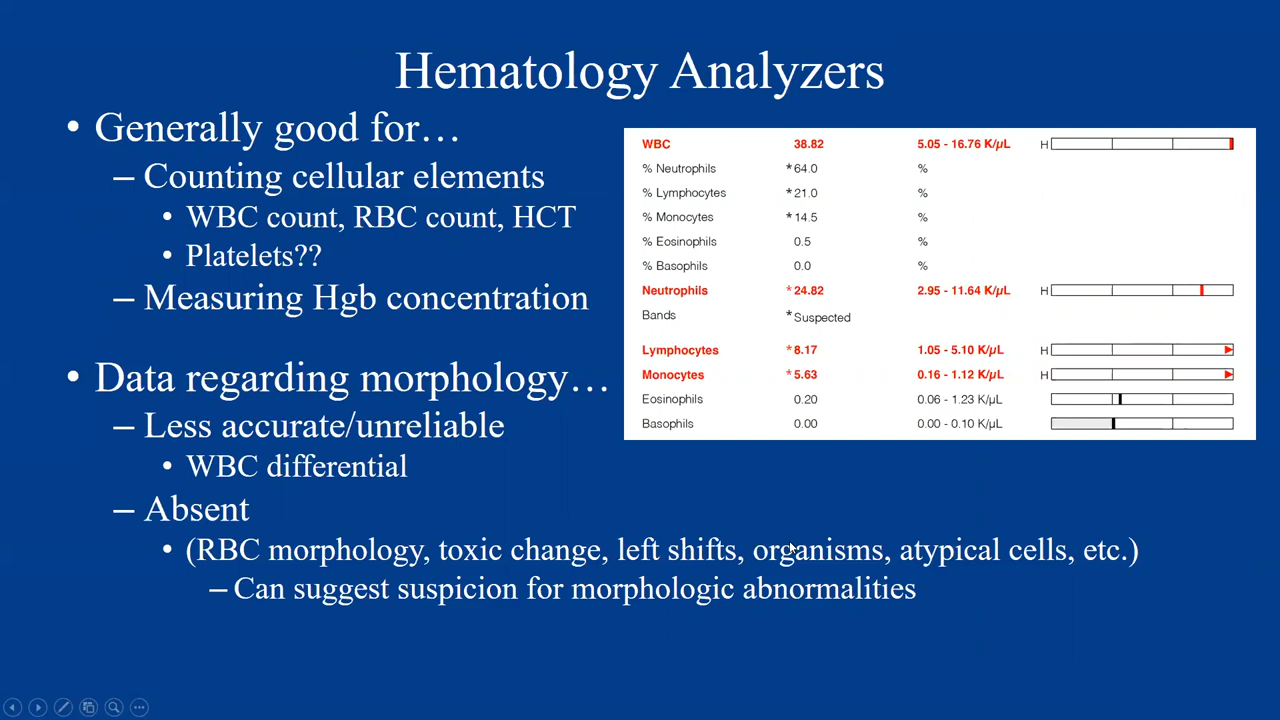 Hematology Analyzers
• Generally good for…
– Counting cellular elements
• WBC count, RBC count, HCT
• Platelets??
– Measuring Hgb concentration
• Data regarding morphology…
– Less accurate/unreliable
• WBC differential
– Absent
• (RBC morphology, toxic change, left shifts, organisms, atypical cells, etc.)
– Can suggest suspicion for morphologic abnormalities
WBC 38.82 5.05 - 16.76 K/µL H
% Neutrophils *64.0 %
% Lymphocytes *21.0 %
% Monocytes *14.5 %
% Eosinophils 0.5 %
% Basophils 0.0 %
Neutrophils *24.82 2.95 - 11.64 K/µL H
Bands *Suspected
Lymphocytes *8.17 1.05 - 5.10 K/µL H
Monocytes *5.63 0.16 - 1.12 K/µL H
Eosinophils 0.20 0.06 - 1.23 K/µL
Basophils 0.00 0.00 - 0.10 K/µL